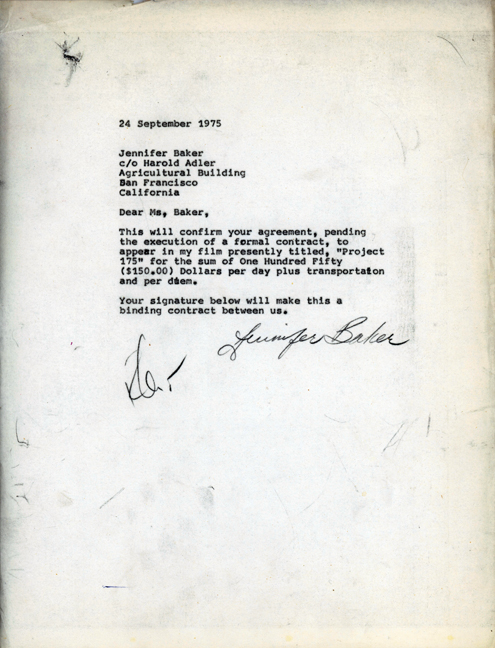 24 September 1975
Jennifer Baker
c/o Harold Adler
Agricultural Building
San Francisco
California
Dear Ms, Baker,
This will confirm your agreement, pending
the execution of a formal contract, to
appear in my film presently titled, "Project
175" for the sum of One Hundred Fifty
($150.00) Dollars per day plus transportaion
and per diem.
Your signature below will make this a
binding contract between us.
Jennifer Baker